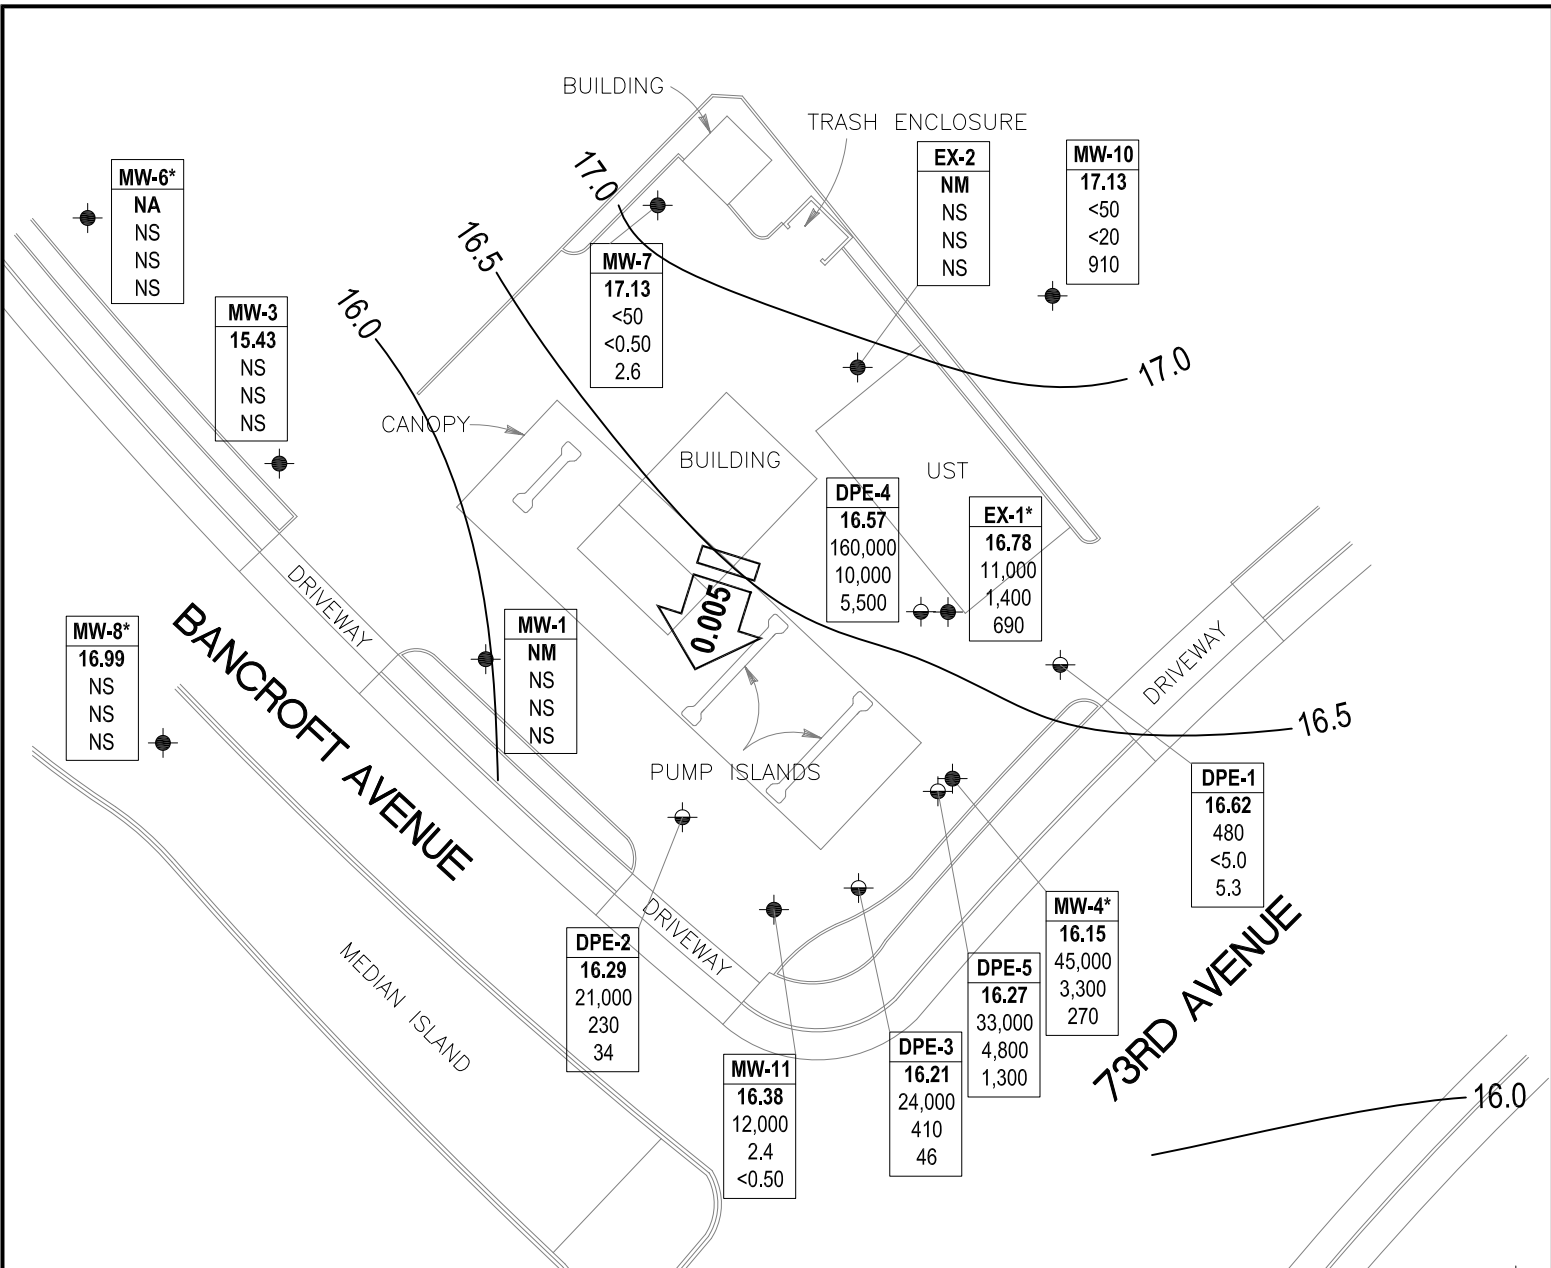 BUILDING
TRASH ENCLOSURE
MW-6*
NA
NS
NS
NS
17.0
EX-2
NM
NS
NS
NS
MW-10
17.13
<50
<20
910
16.5
MW-7
17.13
<50
<0.50
2.6
16.0
MW-3
15.43
NS
NS
NS
17.0
CANOPY
BUILDING
UST
DPE-4
16.57
160,000
10,000
5,500
EX-1*
16.78
11,000
1,400
690
DRIVEWAY
0.005
MW-8*
16.99
NS
NS
NS
BANCROFT AVENUE
MW-1
NM
NS
NS
NS
DRIVEWAY
16.5
PUMP ISLANDS
DPE-1
16.62
480
<5.0
5.3
DRIVEWAY
MW-4*
16.15
45,000
3,300
270
DPE-2
16.29
21,000
230
34
MEDIAN ISLAND
DPE-5
16.27
33,000
4,800
1,300
73RD AVENUE
DPE-3
16.21
24,000
410
46
MW-11
16.38
12,000
2.4
<0.50
16.0